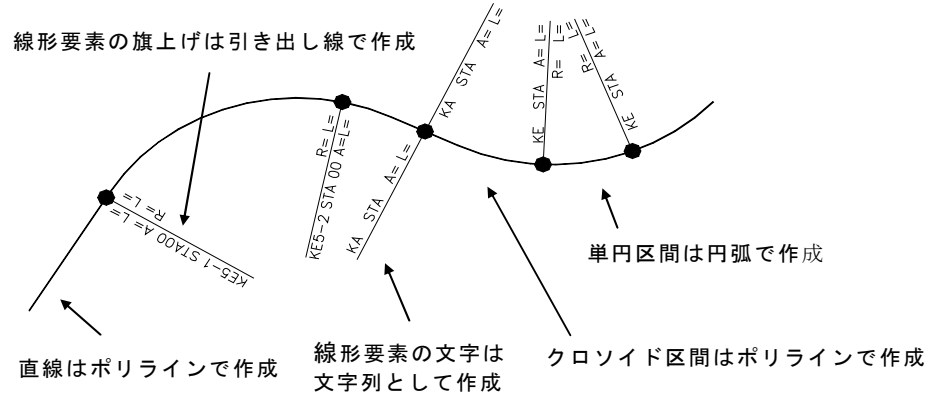 線形要素の旗上げは引き出し線で作成
KE5-1 STA00 A= L=
R= L=
R= L=
KE5-2 STA 00 A=L=
KA STA A= L=
KA STA A= L=
KE STA A= L=
R= L=
KE STA A= L=
R= L=
単円区間は円弧で作成
直線はポリラインで作成
線形要素の文字は
文字列として作成
クロソイド区間はポリラインで作成